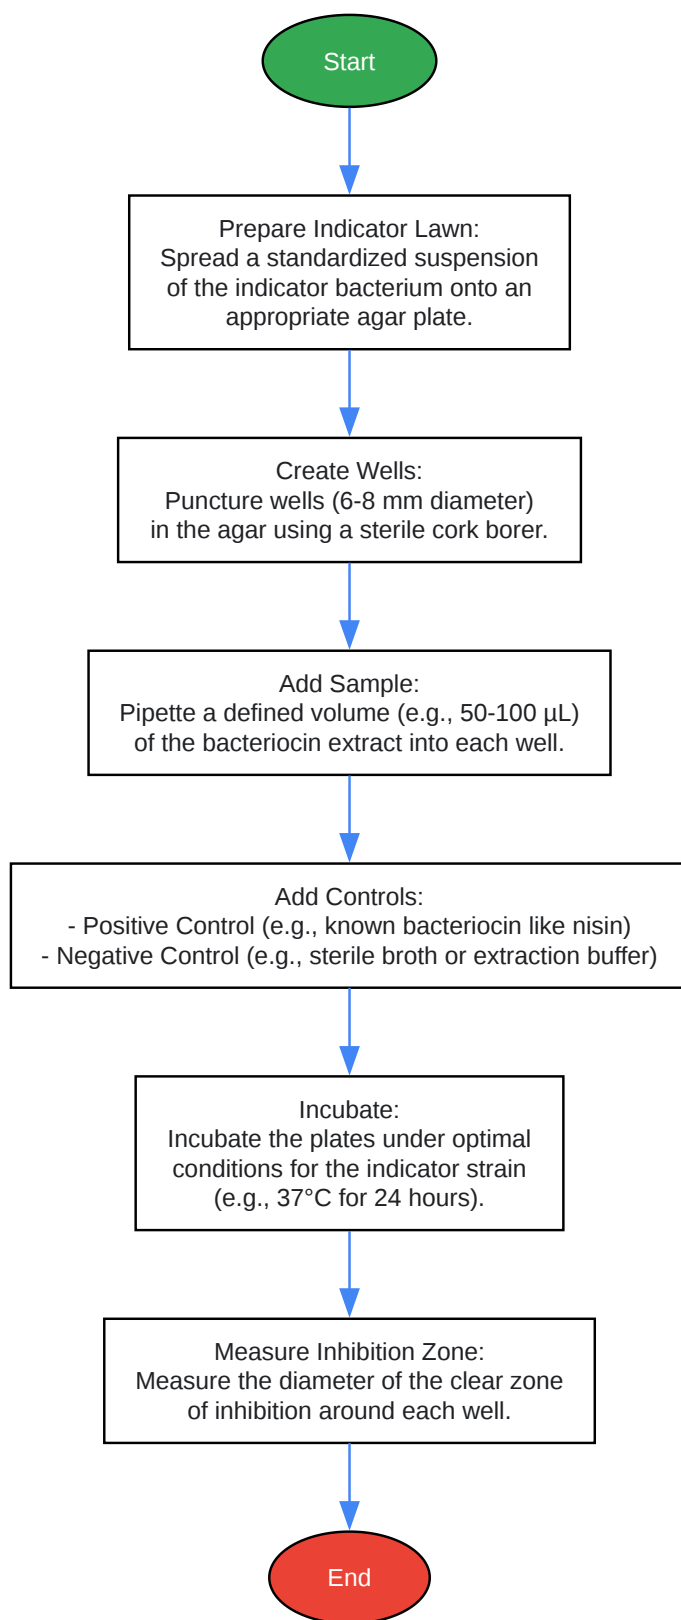 Start
Prepare Indicator Lawn:
Spread a standardized suspension
of the indicator bacterium onto an
appropriate agar plate.
Create Wells:
Puncture wells (6-8 mm diameter)
in the agar using a sterile cork borer.
Add Sample:
Pipette a defined volume (e.g., 50-100 µL)
of the bacteriocin extract into each well.
Add Controls:
- Positive Control (e.g., known bacteriocin like nisin)
- Negative Control (e.g., sterile broth or extraction buffer)
Incubate:
Incubate the plates under optimal
conditions for the indicator strain
(e.g., 37°C for 24 hours).
Measure Inhibition Zone:
Measure the diameter of the clear zone
of inhibition around each well.
End